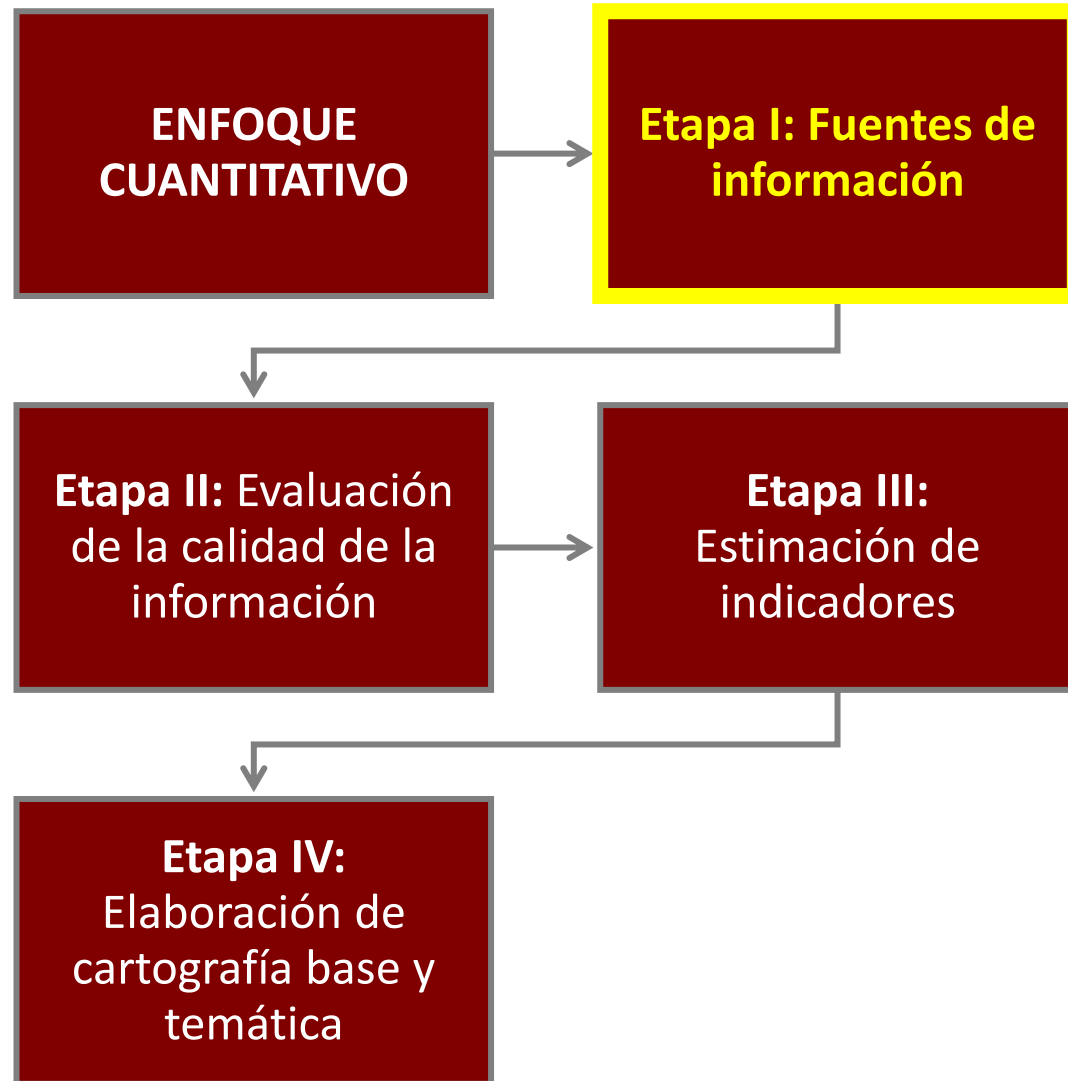 ENFOQUE
CUANTITATIVO
Etapa I: Fuentes de
información
Etapa II: Evaluación
de la calidad de la
información
Etapa III:
Estimación de
indicadores
Etapa IV:
Elaboración de
cartografía base y
temática